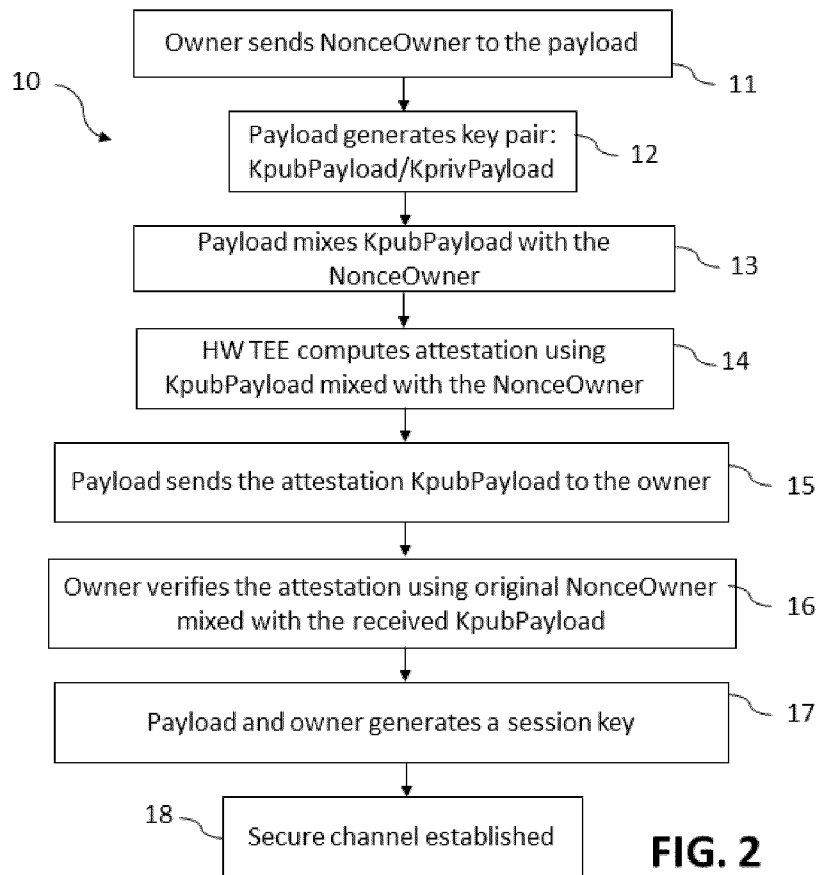 Owner sends NonceOwner to the payload
11
10
Payload generates key pair:
KpubPayload/KprivPayload
12
Payload mixes KpubPayload with the
NonceOwner
13
HW TEE computes attestation using
KpubPayload mixed with the NonceOwner
14
Payload sends the attestation KpubPayload to the owner
15
Owner verifies the attestation using original NonceOwner
mixed with the received KpubPayload
16
Payload and owner generates a session key
17
18
Secure channel established
FIG. 2